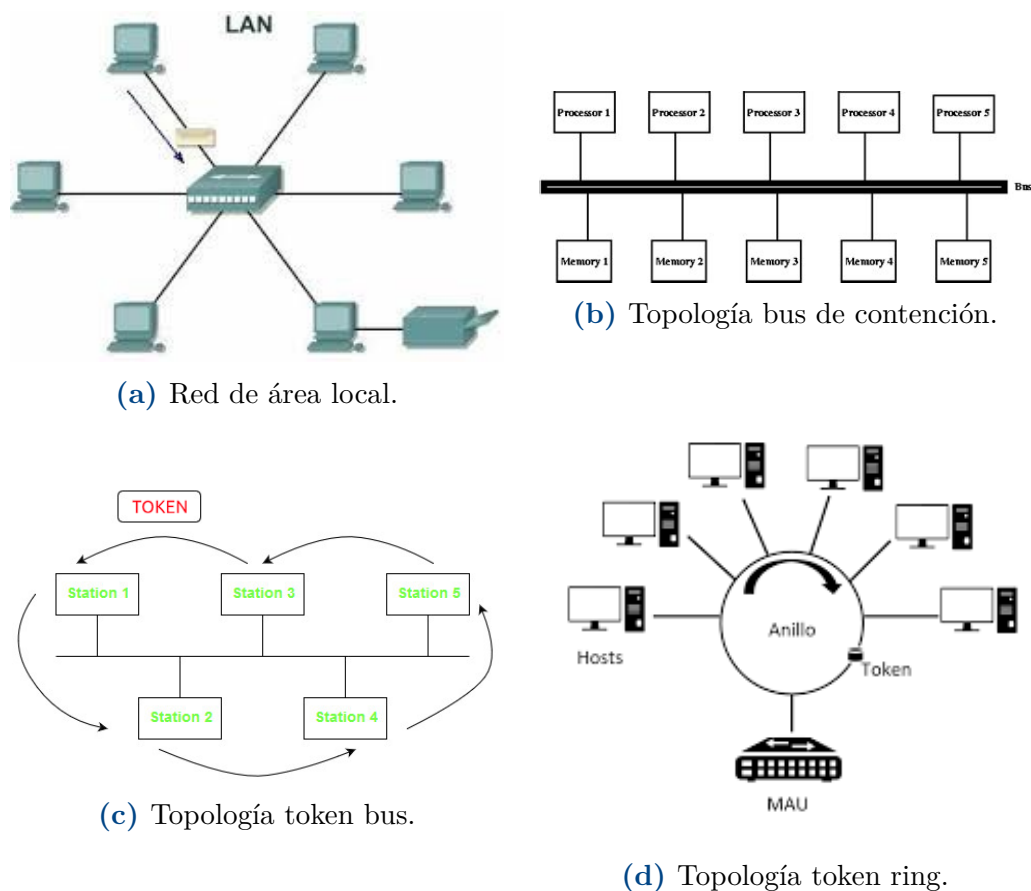 LAN
(a) Red de área local.
Processor 1 Processor 2 Processor 3 Processor 4 Processor 5
Bus
Memory 1 Memory 2 Memory 3 Memory 4 Memory 5
(b) Topología bus de contención.
TOKEN
Station 1 Station 3 Station 5
Station 2 Station 4
(c) Topología token bus.
Anillo
Hosts
Token
MAU
(d) Topología token ring.